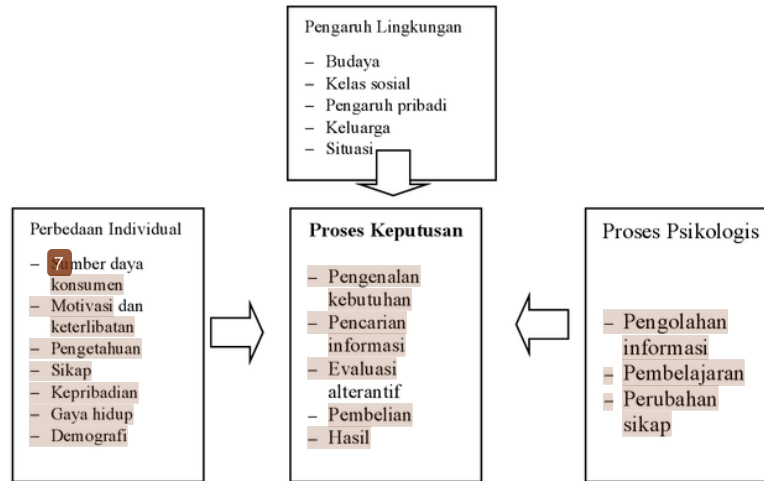 Pengaruh Lingkungan
– Budaya
– Kelas sosial
– Pengaruh pribadi
– Keluarga
– Situasi
Perbedaan Individual
– 7 mber daya
konsumen
– Motivasi dan
keterlibatan
– Pengetahuan
– Sikap
– Kepribadian
– Gaya hidup
– Demografi
Proses Keputusan
– Pengenalan
kebutuhan
– Pencarian
informasi
– Evaluasi
alterantif
– Pembelian
– Hasil
Proses Psikologis
– Pengolahan
informasi
– Pembelajaran
– Perubahan
sikap